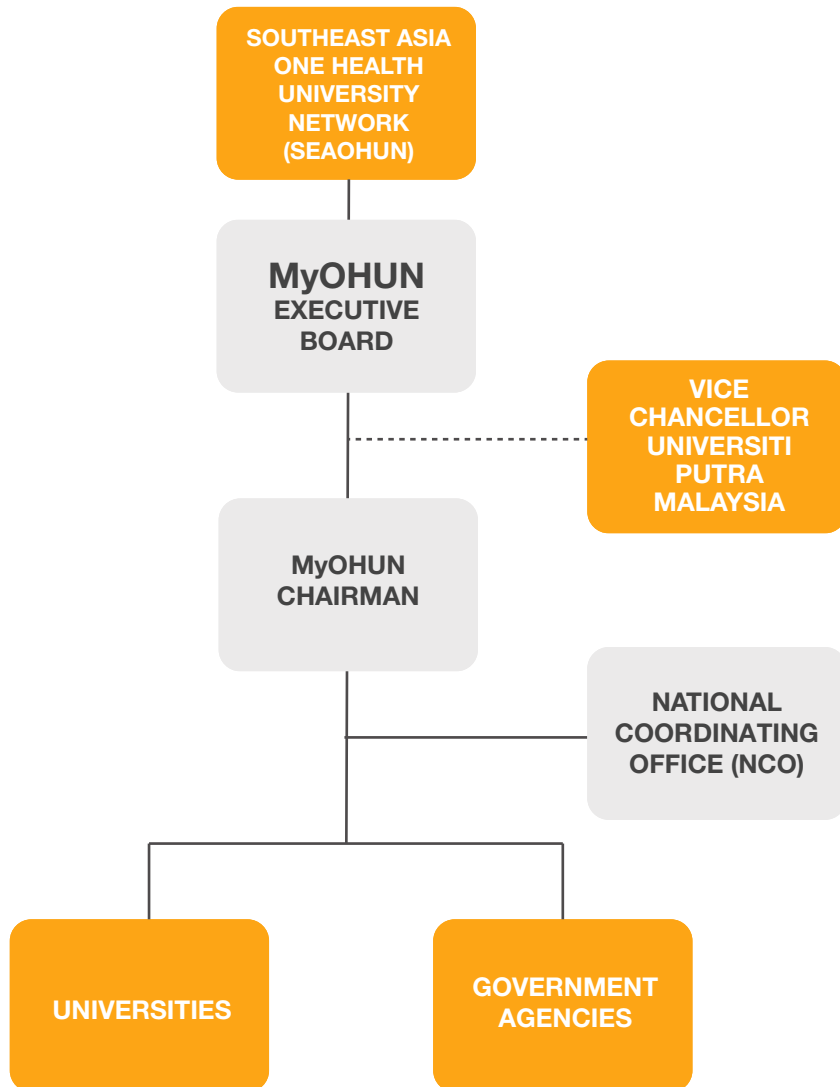 SOUTHEAST ASIA
ONE HEALTH
UNIVERSITY
NETWORK
(SEAOHUN)
MyOHUN
EXECUTIVE
BOARD
VICE
CHANCELLOR
UNIVERSITI
PUTRA
MALAYSIA
MyOHUN
CHAIRMAN
NATIONAL
COORDINATING
OFFICE (NCO)
UNIVERSITIES
GOVERNMENT
AGENCIES